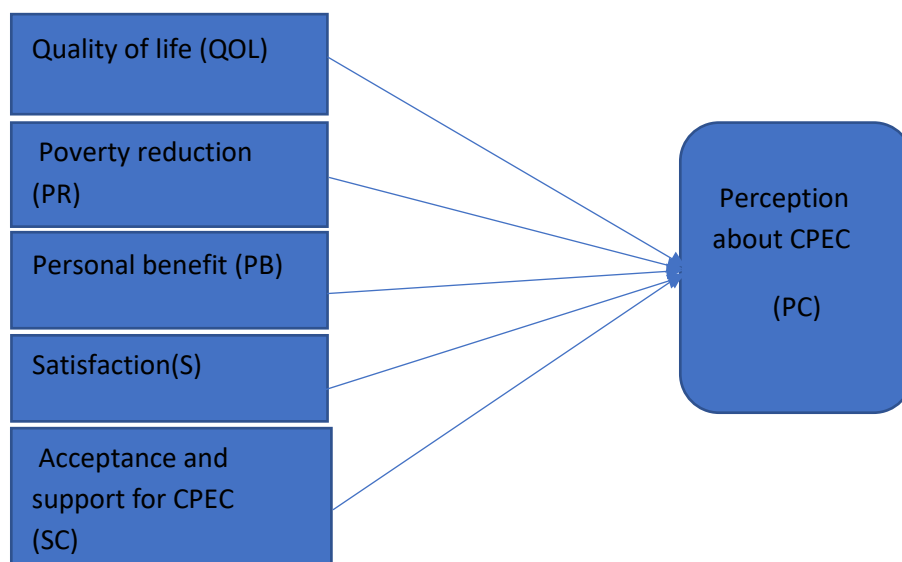 Quality of life (QOL)
Poverty reduction
(PR)
Personal benefit (PB)
Satisfaction(S)
Acceptance and
support for CPEC
(SC)
Perception
about CPEC
(PC)